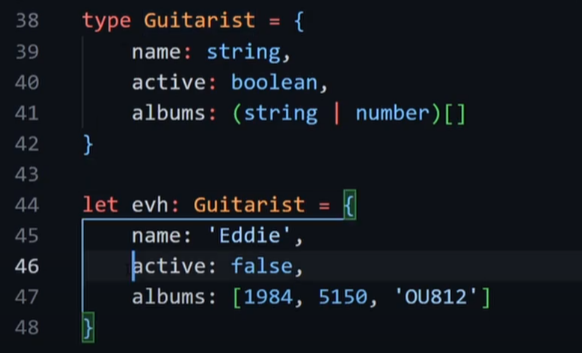 38 type Guitarist = {
39 name: string,
40 active: boolean,
41 albums: (string | number)[]
42 }
43
44 let evh: Guitarist = {
45 name: 'Eddie',
46 active: false,
47 albums: [1984, 5150, 'OU812']
48 }